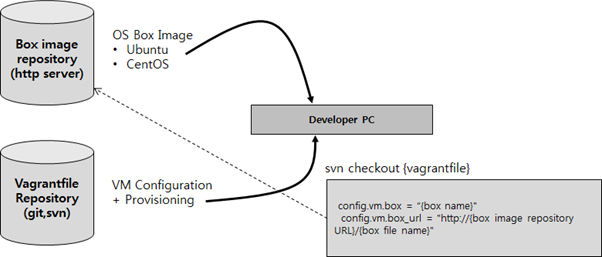 Box image
repository
(http server)
OS Box Image
• Ubuntu
• CentOS
Developer PC
Vagrantfile
Repository
(git,svn)
VM Configuration
+ Provisioning
svn checkout {vagrantfile}
config.vm.box = "{box name}"
config.vm.box_url = "http://{box image repository
URL}/{box file name}"